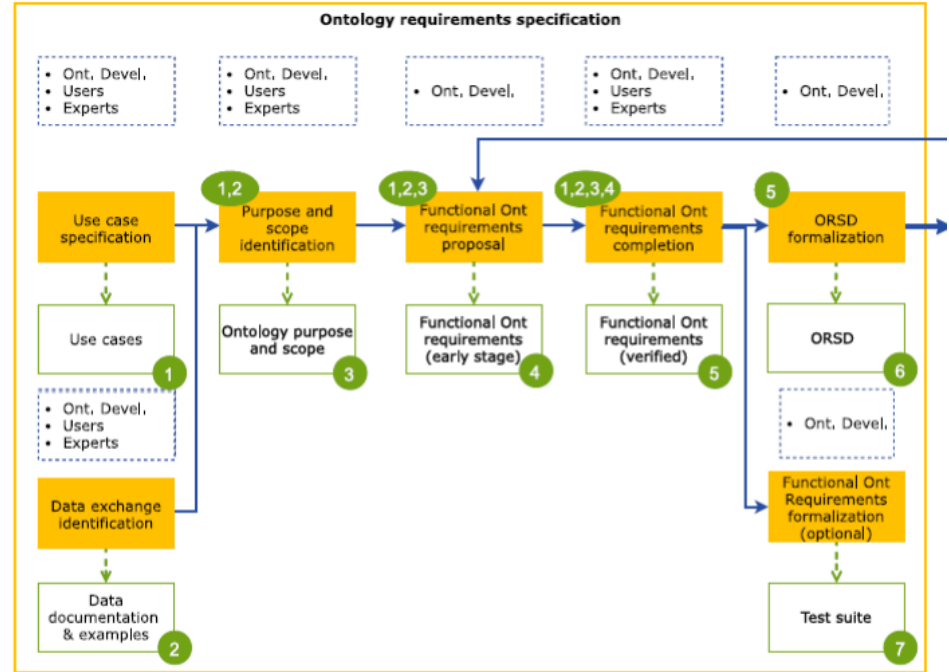 Ontology requirements specification
• Ont. Devel.
• Users
• Experts
• Ont. Devel.
• Users
• Experts
• Ont. Devel.
• Ont. Devel.
• Users
• Experts
• Ont. Devel.
1,2
1,2,3
1,2,3,4
5
Use case
specification
Purpose and
scope
identification
Functional Ont
requirements
proposal
Functional Ont
requirements
completion
ORSD
formalization
Use cases
1
Ontology purpose
and scope
3
Functional Ont
requirements
(early stage)
4
Functional Ont
requirements
(verified)
5
ORSD
6
• Ont. Devel.
• Users
• Experts
• Ont. Devel.
Data exchange
identification
Functional Ont
Requirements
formalization
(optional)
Data
documentation
& examples
2
Test suite
7